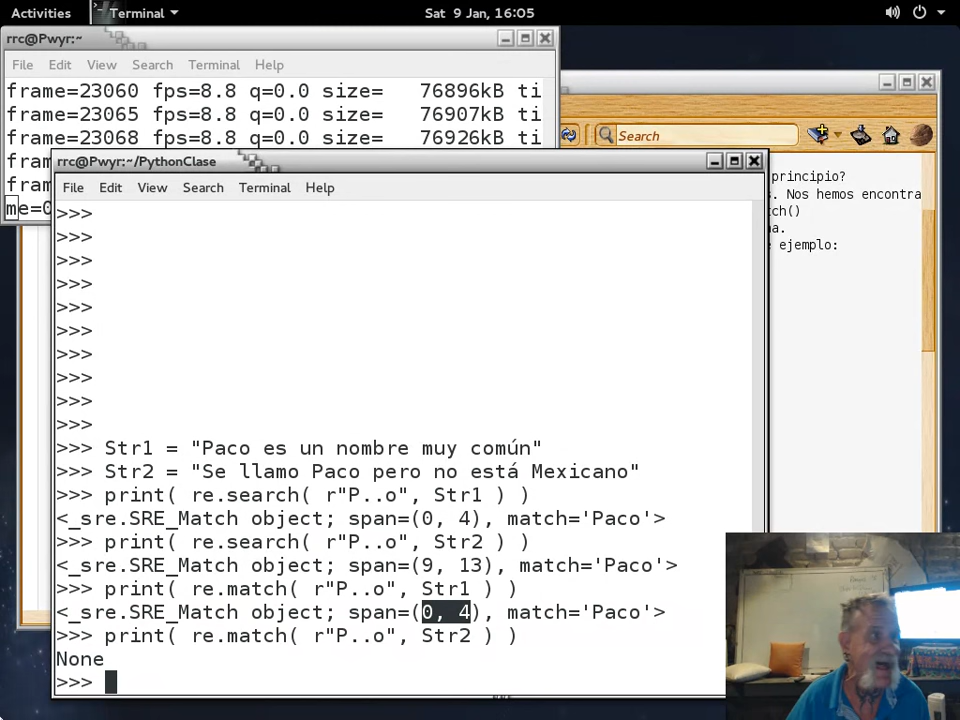 Activities
Terminal
Sat 9 Jan, 16:05
rrc@Pwyr:~
File Edit View Search Terminal Help
frame=23060 fps=8.8 q=0.0 size= 76896kB ti
frame=23065 fps=8.8 q=0.0 size= 76907kB ti
frame=23068 fps=8.8 q=0.0 size= 76926kB ti
fra
fram
me=0
Search
principio?
. Nos hemos encontra
tch()
na.
e ejemplo:
rrc@Pwyr:~/PythonClase
File Edit View Search Terminal Help
>>>
>>>
>>>
>>>
>>>
>>>
>>>
>>>
>>>
>>>
>>> Str1 = "Paco es un nombre muy común"
>>> Str2 = "Se llamo Paco pero no está Mexicano"
>>> print( re.search( r"P..o", Str1 ) )
<_sre.SRE_Match object; span=(0, 4), match='Paco'>
>>> print( re.search( r"P..o", Str2 ) )
<_sre.SRE_Match object; span=(9, 13), match='Paco'>
>>> print( re.match( r"P..o", Str1 ) )
<_sre.SRE_Match object; span=(0, 4), match='Paco'>
>>> print( re.match( r"P..o", Str2 ) )
None
>>>